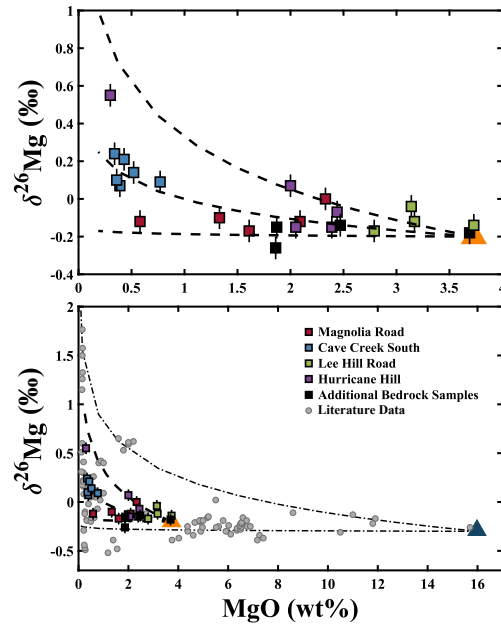 1
0.8
0.6
0.4
0.2
0
-0.2
-0.4
δ²⁶Mg (‰)
0 0.5 1 1.5 2 2.5 3 3.5 4
2
1.5
1
0.5
0
-0.5
δ²⁶Mg (‰)
Magnolia Road
Cave Creek South
Lee Hill Road
Hurricane Hill
Additional Bedrock Samples
Literature Data
0 2 4 6 8 10 12 14 16
MgO (wt%)